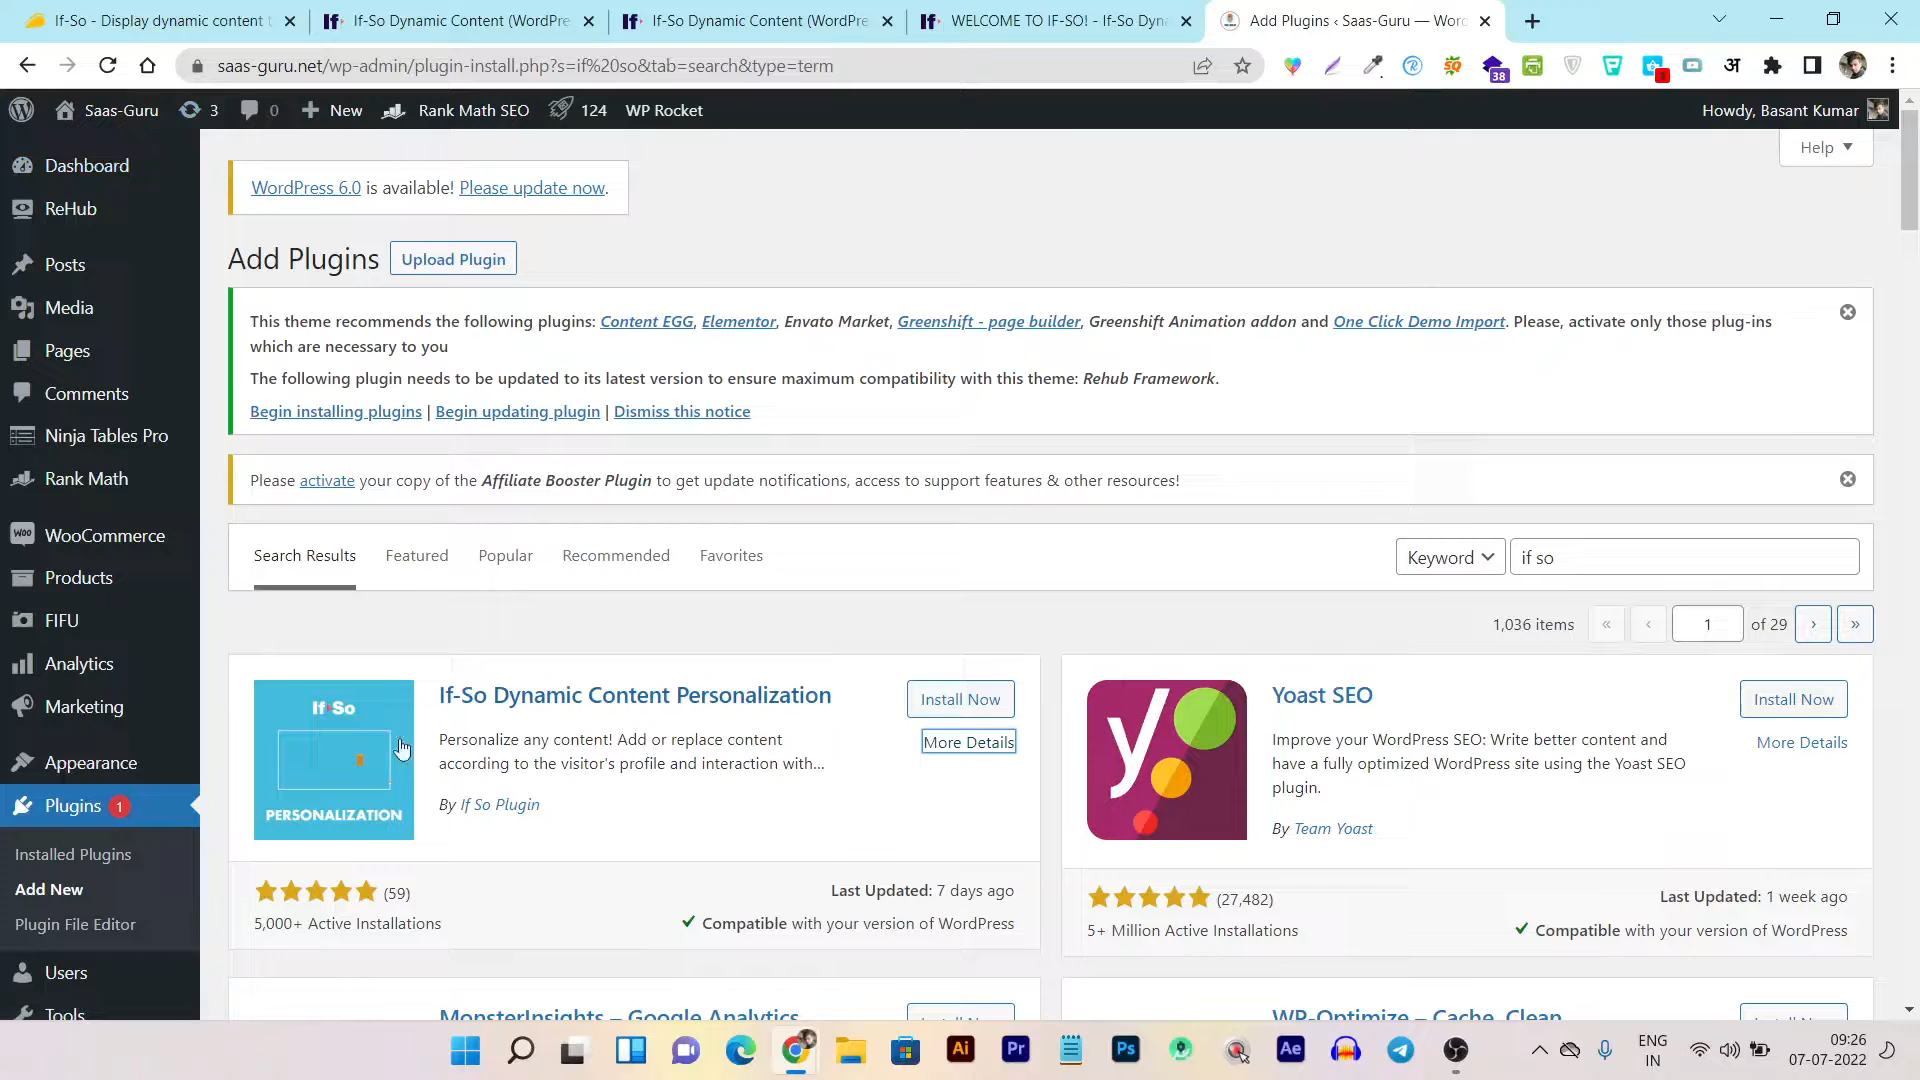 If-So - Display dynamic content t
If-So Dynamic Content (WordPre
If-So Dynamic Content (WordPre
WELCOME TO IF-SO! - If-So Dyn
Add Plugins ‹ Saas-Guru — Word
saas-guru.net/wp-admin/plugin-install.php?s=if%20so&tab=search&type=term
38
अ
Saas-Guru
3
0
New
Rank Math SEO
124
WP Rocket
Howdy, Basant Kumar
Dashboard
ReHub
Posts
Media
Pages
Comments
Ninja Tables Pro
Rank Math
WooCommerce
Products
FIFU
Analytics
Marketing
Appearance
Plugins 1
Installed Plugins
Add New
Plugin File Editor
Users
Tools
Help
WordPress 6.0 is available! Please update now.
Add Plugins
Upload Plugin
This theme recommends the following plugins: Content EGG, Elementor, Envato Market, Greenshift - page builder, Greenshift Animation addon and One Click Demo Import. Please, activate only those plug-ins
which are necessary to you
The following plugin needs to be updated to its latest version to ensure maximum compatibility with this theme: Rehub Framework.
Begin installing plugins | Begin updating plugin | Dismiss this notice
Please activate your copy of the Affiliate Booster Plugin to get update notifications, access to support features & other resources!
Search Results
Featured
Popular
Recommended
Favorites
Keyword
if so
1,036 items
«
‹
1
of 29
›
»
If-So
PERSONALIZATION
If-So Dynamic Content Personalization
Install Now
More Details
Personalize any content! Add or replace content
according to the visitor's profile and interaction with...
By If So Plugin
(59)
5,000+ Active Installations
Last Updated: 7 days ago
Compatible with your version of WordPress
y
Yoast SEO
Install Now
More Details
Improve your WordPress SEO: Write better content and
have a fully optimized WordPress site using the Yoast SEO
plugin.
By Team Yoast
(27,482)
5+ Million Active Installations
Last Updated: 1 week ago
Compatible with your version of WordPress
MonsterInsights – Google Analytics
WP-Optimize – Cache, Clean,
Ai
Pr
Ps
Ae
ENG
IN
09:26
07-07-2022